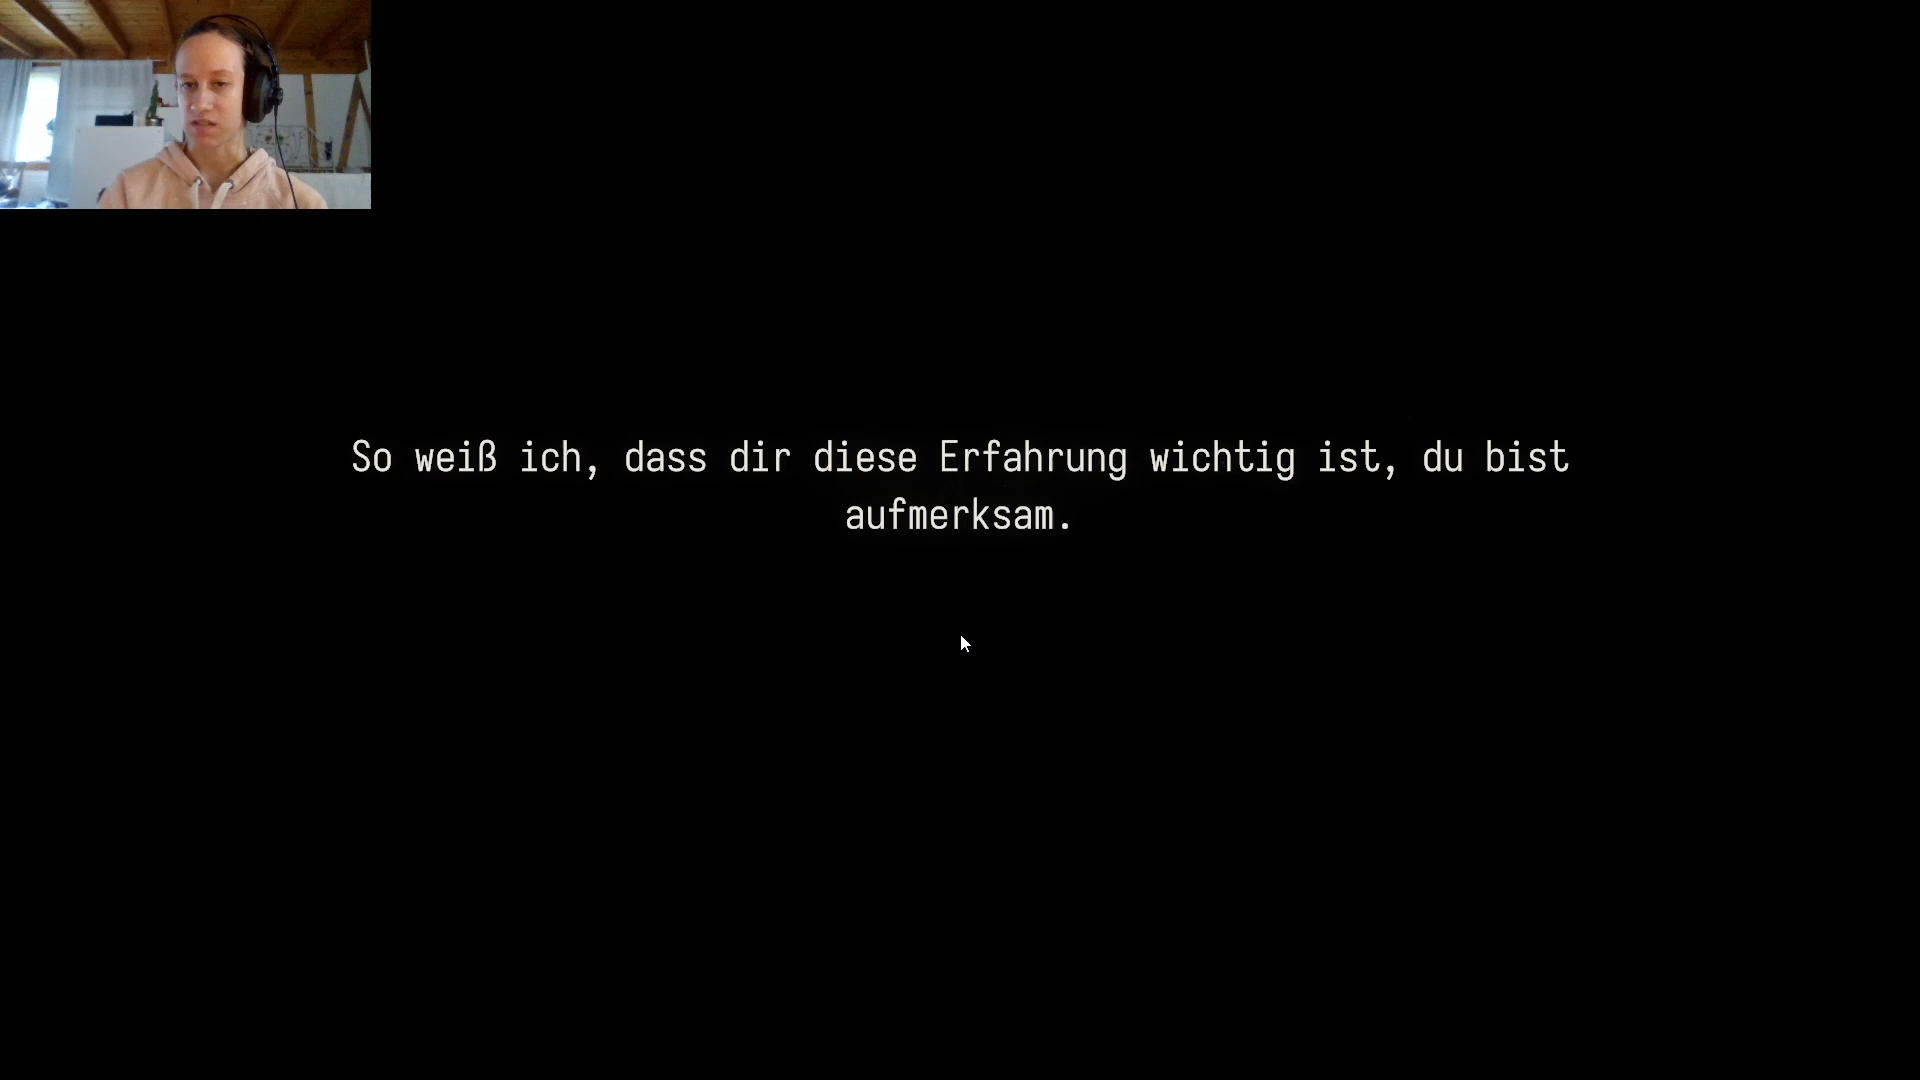 So weiß ich, dass dir diese Erfahrung wichtig ist, du bist
aufmerksam.